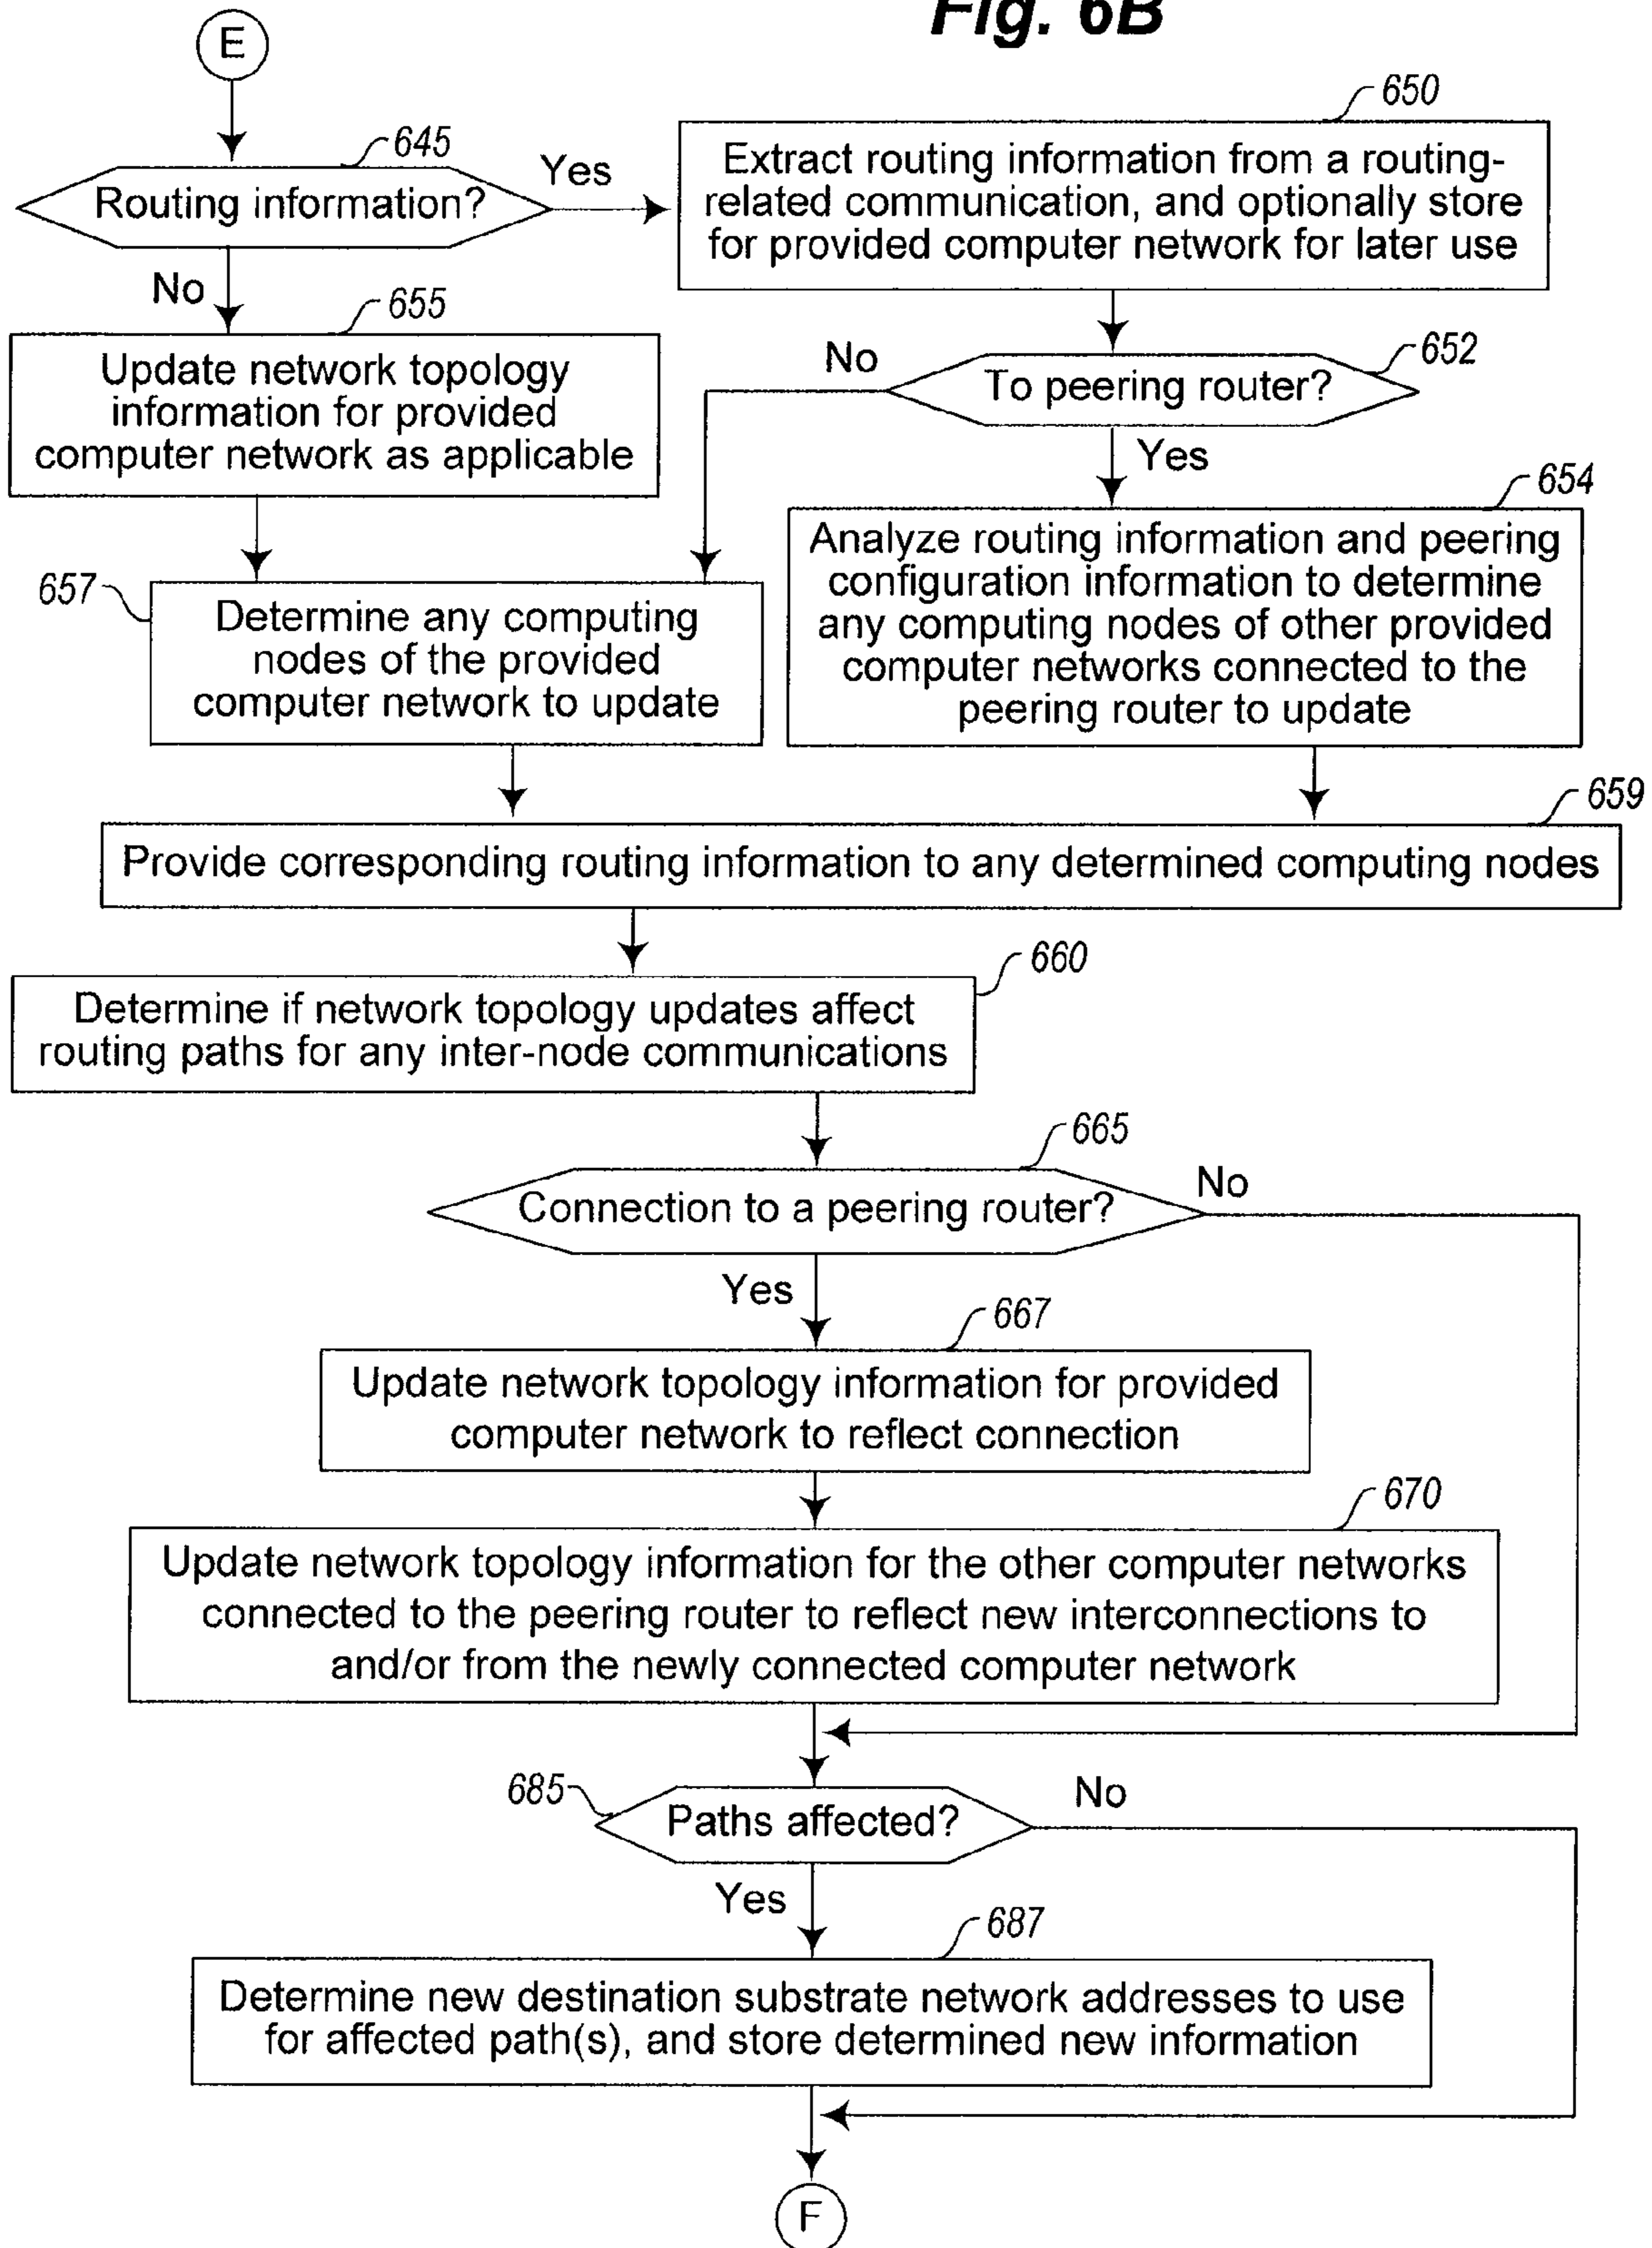 Fig. 6B
E
645
Routing information?
Yes
No
650
Extract routing information from a routing-
related communication, and optionally store
for provided computer network for later use
655
Update network topology
information for provided
computer network as applicable
652
To peering router?
No
Yes
654
Analyze routing information and peering
configuration information to determine
any computing nodes of other provided
computer networks connected to the
peering router to update
657
Determine any computing
nodes of the provided
computer network to update
659
Provide corresponding routing information to any determined computing nodes
660
Determine if network topology updates affect
routing paths for any inter-node communications
665
Connection to a peering router?
No
Yes
667
Update network topology information for provided
computer network to reflect connection
670
Update network topology information for the other computer networks
connected to the peering router to reflect new interconnections to
and/or from the newly connected computer network
685
Paths affected?
No
Yes
687
Determine new destination substrate network addresses to use
for affected path(s), and store determined new information
F